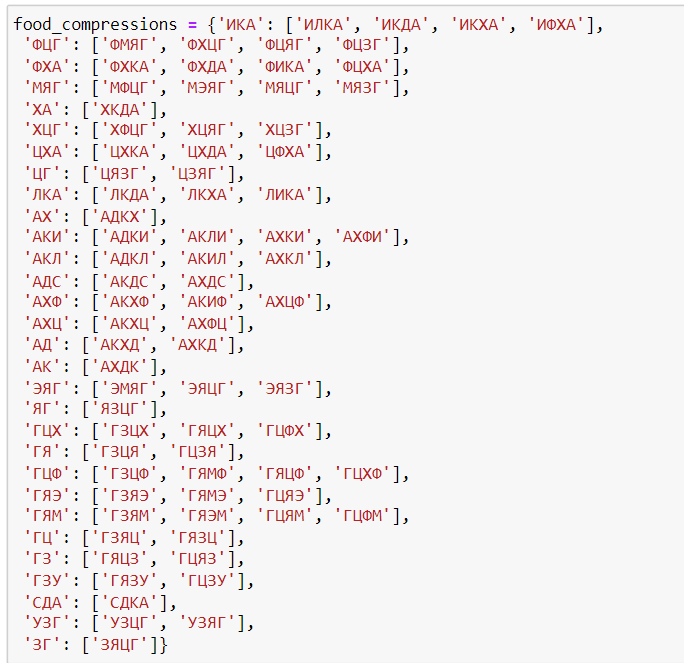 food_compressions = {'ИКА': ['ИЛКА', 'ИКДА', 'ИКХА', 'ИФХА'],
'ФЦГ': ['ФМЯГ', 'ФХЦГ', 'ФЦЯГ', 'ФЦЗГ'],
'ФХА': ['ФХКА', 'ФХДА', 'ФИКА', 'ФЦХА'],
'МЯГ': ['МФЦГ', 'МЭЯГ', 'МЯЦГ', 'МЯЗГ'],
'ХА': ['ХКДА'],
'ХЦГ': ['ХФЦГ', 'ХЦЯГ', 'ХЦЗГ'],
'ЦХА': ['ЦХКА', 'ЦХДА', 'ЦФХА'],
'ЦГ': ['ЦЯЗГ', 'ЦЗЯГ'],
'ЛКА': ['ЛКДА', 'ЛКХА', 'ЛИКА'],
'АХ': ['АДКХ'],
'АКИ': ['АДКИ', 'АКЛИ', 'АХКИ', 'АХФИ'],
'АКЛ': ['АДКЛ', 'АКИЛ', 'АХКЛ'],
'АДС': ['АКДС', 'АХДС'],
'АХФ': ['АКХФ', 'АКИФ', 'АХЦФ'],
'АХЦ': ['АКХЦ', 'АХФЦ'],
'АД': ['АКХД', 'АХКД'],
'АК': ['АХДК'],
'ЭЯГ': ['ЭМЯГ', 'ЭЯЦГ', 'ЭЯЗГ'],
'ЯГ': ['ЯЗЦГ'],
'ГЦХ': ['ГЗЦХ', 'ГЯЦХ', 'ГЦФХ'],
'ГЯ': ['ГЗЦЯ', 'ГЦЗЯ'],
'ГЦФ': ['ГЗЦФ', 'ГЯМФ', 'ГЯЦФ', 'ГЦХФ'],
'ГЯЭ': ['ГЗЯЭ', 'ГЯМЭ', 'ГЦЯЭ'],
'ГЯМ': ['ГЗЯМ', 'ГЯЭМ', 'ГЦЯМ', 'ГЦФМ'],
'ГЦ': ['ГЗЯЦ', 'ГЯЗЦ'],
'ГЗ': ['ГЯЦЗ', 'ГЦЯЗ'],
'ГЗУ': ['ГЯЗУ', 'ГЦЗУ'],
'СДА': ['СДКА'],
'УЗГ': ['УЗЦГ', 'УЗЯГ'],
'ЗГ': ['ЗЯЦГ']}